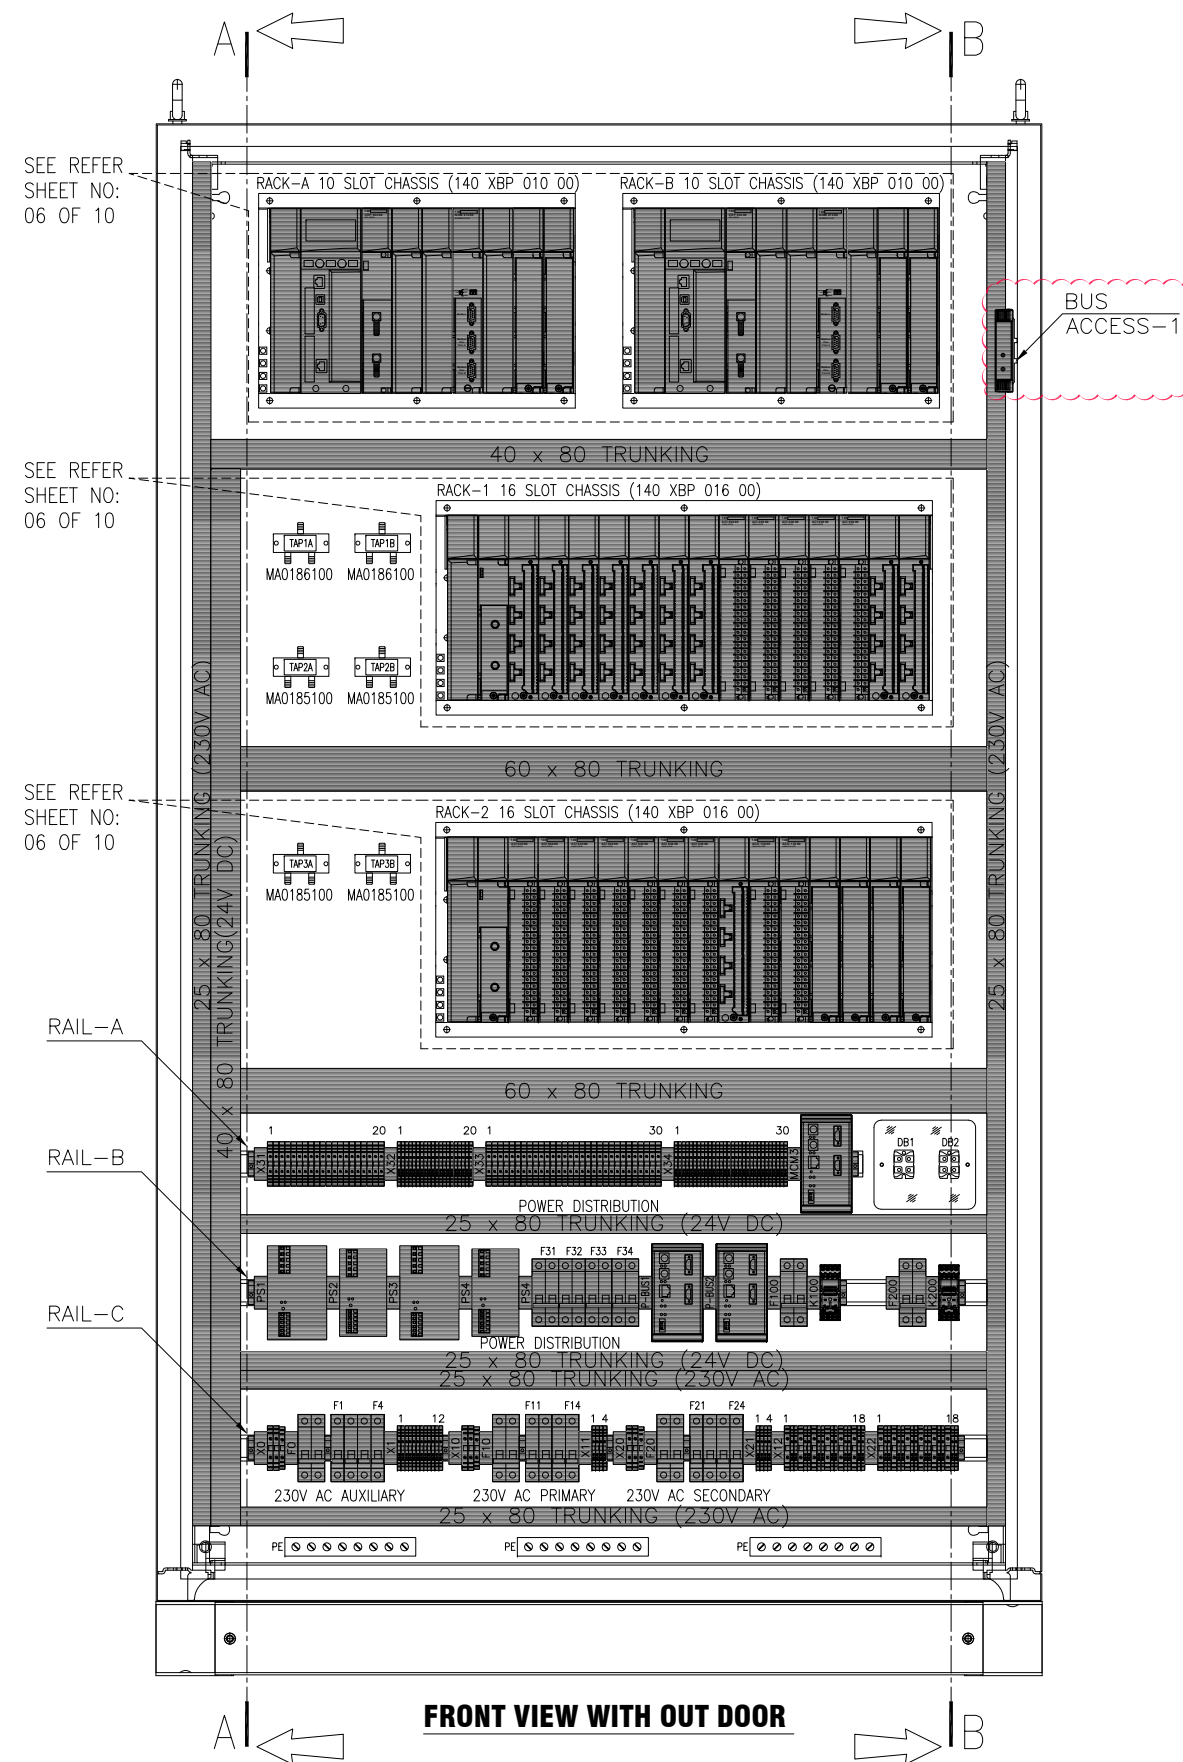 A
B
SEE REFER
SHEET NO:
06 OF 10
RACK-A 10 SLOT CHASSIS (140 XBP 010 00)
RACK-B 10 SLOT CHASSIS (140 XBP 010 00)
BUS
ACCESS-1
40 x 80 TRUNKING
SEE REFER
SHEET NO:
06 OF 10
RACK-1 16 SLOT CHASSIS (140 XBP 016 00)
TAP1A
TAP1B
MA0186100
MA0186100
TAP2A
TAP2B
MA0185100
MA0185100
25 x 80 TRUNKING (230V AC)
25 x 80 TRUNKING (230V AC)
60 x 80 TRUNKING
SEE REFER
SHEET NO:
06 OF 10
RACK-2 16 SLOT CHASSIS (140 XBP 016 00)
TAP3A
TAP3B
MA0185100
MA0185100
40 x 80 TRUNKING(24V DC)
RAIL-A
60 x 80 TRUNKING
1 20 1 20 1 30 1 30
X31 X32 X33 X34 MCM3
DB1 DB2
RAIL-B
POWER DISTRIBUTION
25 x 80 TRUNKING (24V DC)
F31 F32 F33 F34
PS1 PS2 PS3 PS4 PS4 P-BUS1 P-BUS2 F100 K100 F200 K200
RAIL-C
POWER DISTRIBUTION
25 x 80 TRUNKING (24V DC)
25 x 80 TRUNKING (230V AC)
F1 F4 1 12 F11 F14 1 4 F21 F24 1 4 1 18 1 18
X0 F0 X1 X10 F10 X11 X20 F20 X21 X12 X22
230V AC AUXILIARY
230V AC PRIMARY
230V AC SECONDARY
25 x 80 TRUNKING (230V AC)
PE
PE
PE
FRONT VIEW WITH OUT DOOR
A
B